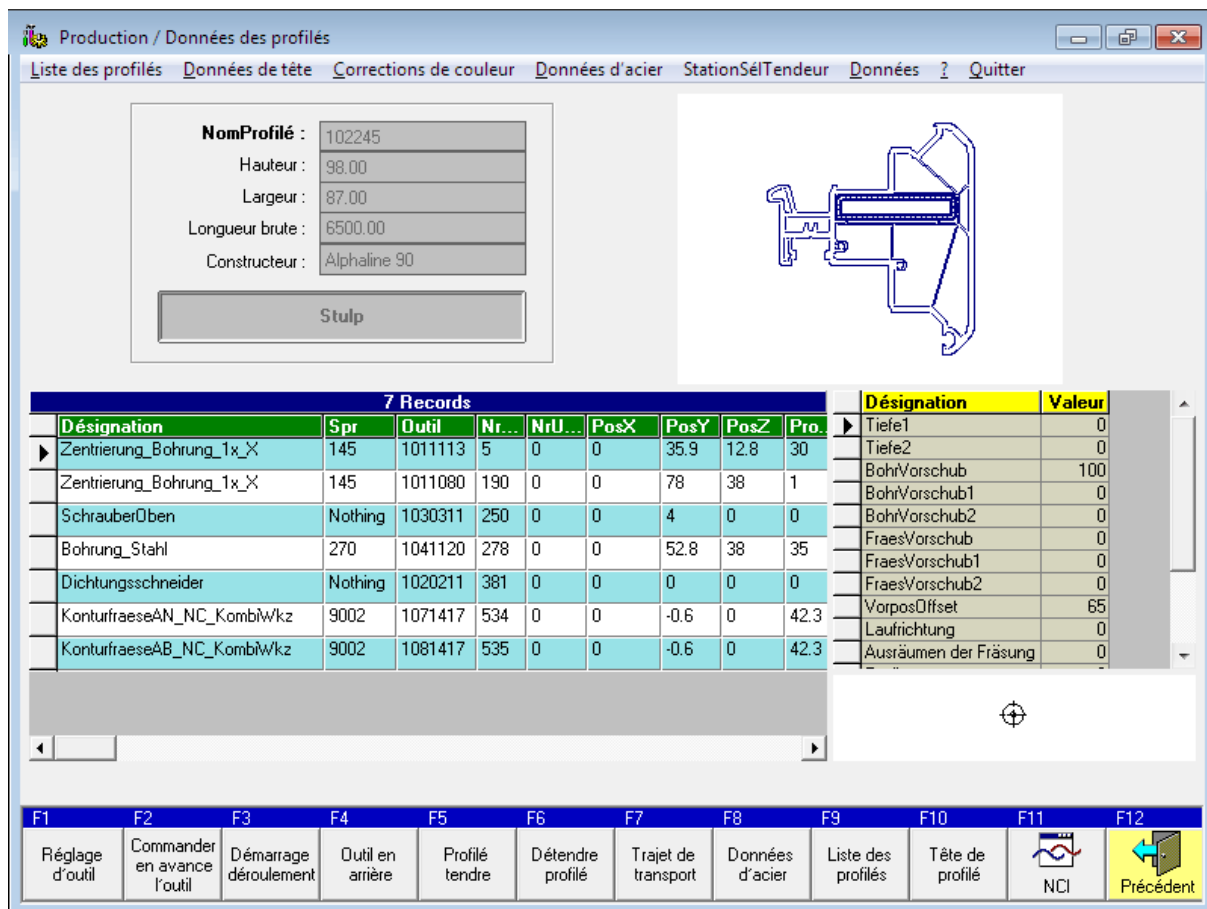 Production / Données des profilés
Liste des profilés Données de tête Corrections de couleur Données d'acier StationSélTendeur Données ? Quitter
NomProfilé : 102245
Hauteur : 98.00
Largeur : 87.00
Longueur brute : 6500.00
Constructeur : Alphaline 90
Stulp
7 Records
Désignation Spr Outil Nr... NrU... PosX PosY PosZ Pro..
Zentrierung_Bohrung_1x_X 145 1011113 5 0 0 35.9 12.8 30
Zentrierung_Bohrung_1x_X 145 1011080 190 0 0 78 38 1
SchrauberOben Nothing 1030311 250 0 0 4 0 0
Bohrung_Stahl 270 1041120 278 0 0 52.8 38 35
Dichtungsschneider Nothing 1020211 381 0 0 0 0 0
KonturfraeseAN_NC_KombiWkz 9002 1071417 534 0 0 -0.6 0 42.3
KonturfraeseAB_NC_KombiWkz 9002 1081417 535 0 0 -0.6 0 42.3
Désignation Valeur
Tiefe1 0
Tiefe2 0
BohrVorschub 100
BohrVorschub1 0
BohrVorschub2 0
FraesVorschub 0
FraesVorschub1 0
FraesVorschub2 0
VorposOffset 65
Laufrichtung 0
Ausräumen der Fräsung 0
F1 F2 F3 F4 F5 F6 F7 F8 F9 F10 F11 F12
Réglage
d'outil
Commander
en avance
l'outil
Démarrage
déroulement
Outil en
arrière
Profilé
tendre
Détendre
profilé
Trajet de
transport
Données
d'acier
Liste des
profilés
Tête de
profilé
NCI
Précédent